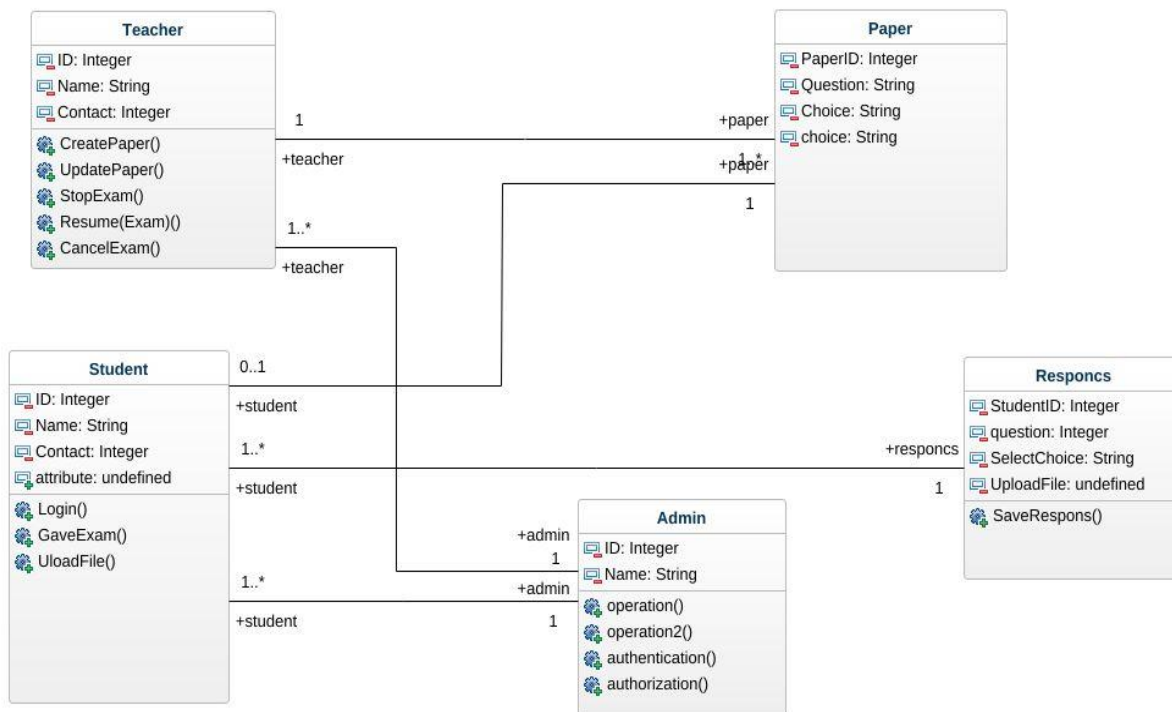 Teacher
ID: Integer
Name: String
Contact: Integer
CreatePaper()
UpdatePaper()
StopExam()
Resume(Exam)()
CancelExam()
1
+teacher
1..*
+teacher
Paper
PaperID: Integer
Question: String
Choice: String
choice: String
+paper
1..*
+paper
1
Student
ID: Integer
Name: String
Contact: Integer
attribute: undefined
Login()
GaveExam()
UloadFile()
0..1
+student
1..*
+student
1..*
+student
Responcs
StudentID: Integer
question: Integer
SelectChoice: String
UploadFile: undefined
SaveRespons()
+responcs
1
Admin
ID: Integer
Name: String
operation()
operation2()
authentication()
authorization()
+admin
1
+admin
1